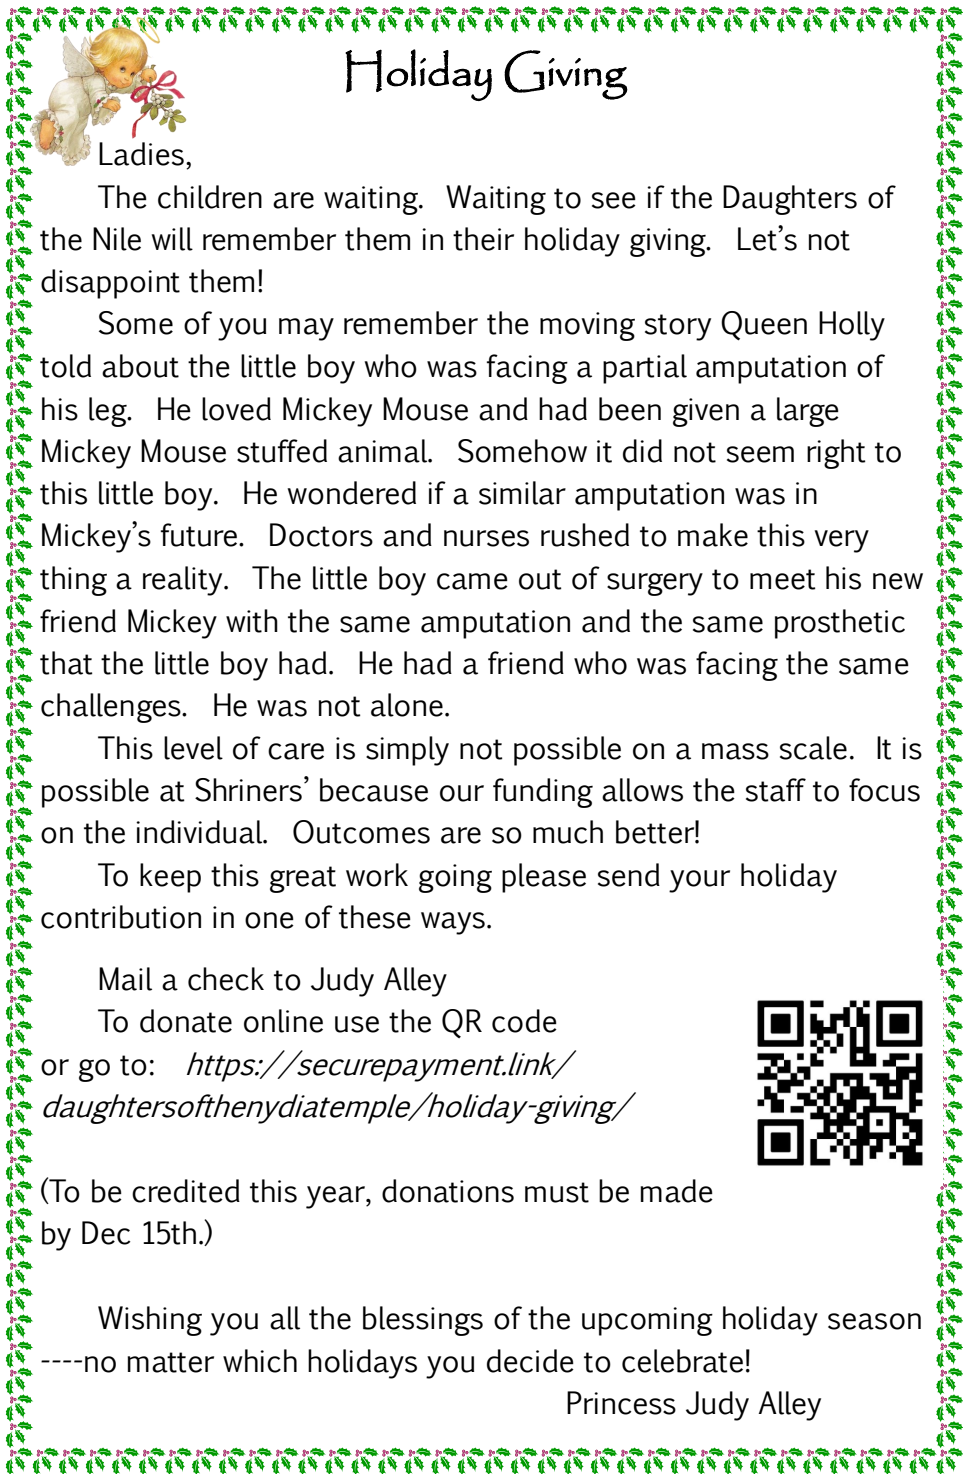 Holiday Giving
Ladies,
The children are waiting.  Waiting to see if the Daughters of
the Nile will remember them in their holiday giving.  Let’s not
disappoint them!
Some of you may remember the moving story Queen Holly
told about the little boy who was facing a partial amputation of
his leg.  He loved Mickey Mouse and had been given a large
Mickey Mouse stuffed animal.  Somehow it did not seem right to
this little boy.  He wondered if a similar amputation was in
Mickey’s future.  Doctors and nurses rushed to make this very
thing a reality.  The little boy came out of surgery to meet his new
friend Mickey with the same amputation and the same prosthetic
that the little boy had.  He had a friend who was facing the same
challenges.  He was not alone.
This level of care is simply not possible on a mass scale.  It is
possible at Shriners’ because our funding allows the staff to focus
on the individual.  Outcomes are so much better!
To keep this great work going please send your holiday
contribution in one of these ways.
Mail a check to Judy Alley
To donate online use the QR code
or go to:   https://securepayment.link/
daughtersofthenydiatemple/holiday-giving/
(To be credited this year, donations must be made
by Dec 15th.)
Wishing you all the blessings of the upcoming holiday season
----no matter which holidays you decide to celebrate!
Princess Judy Alley